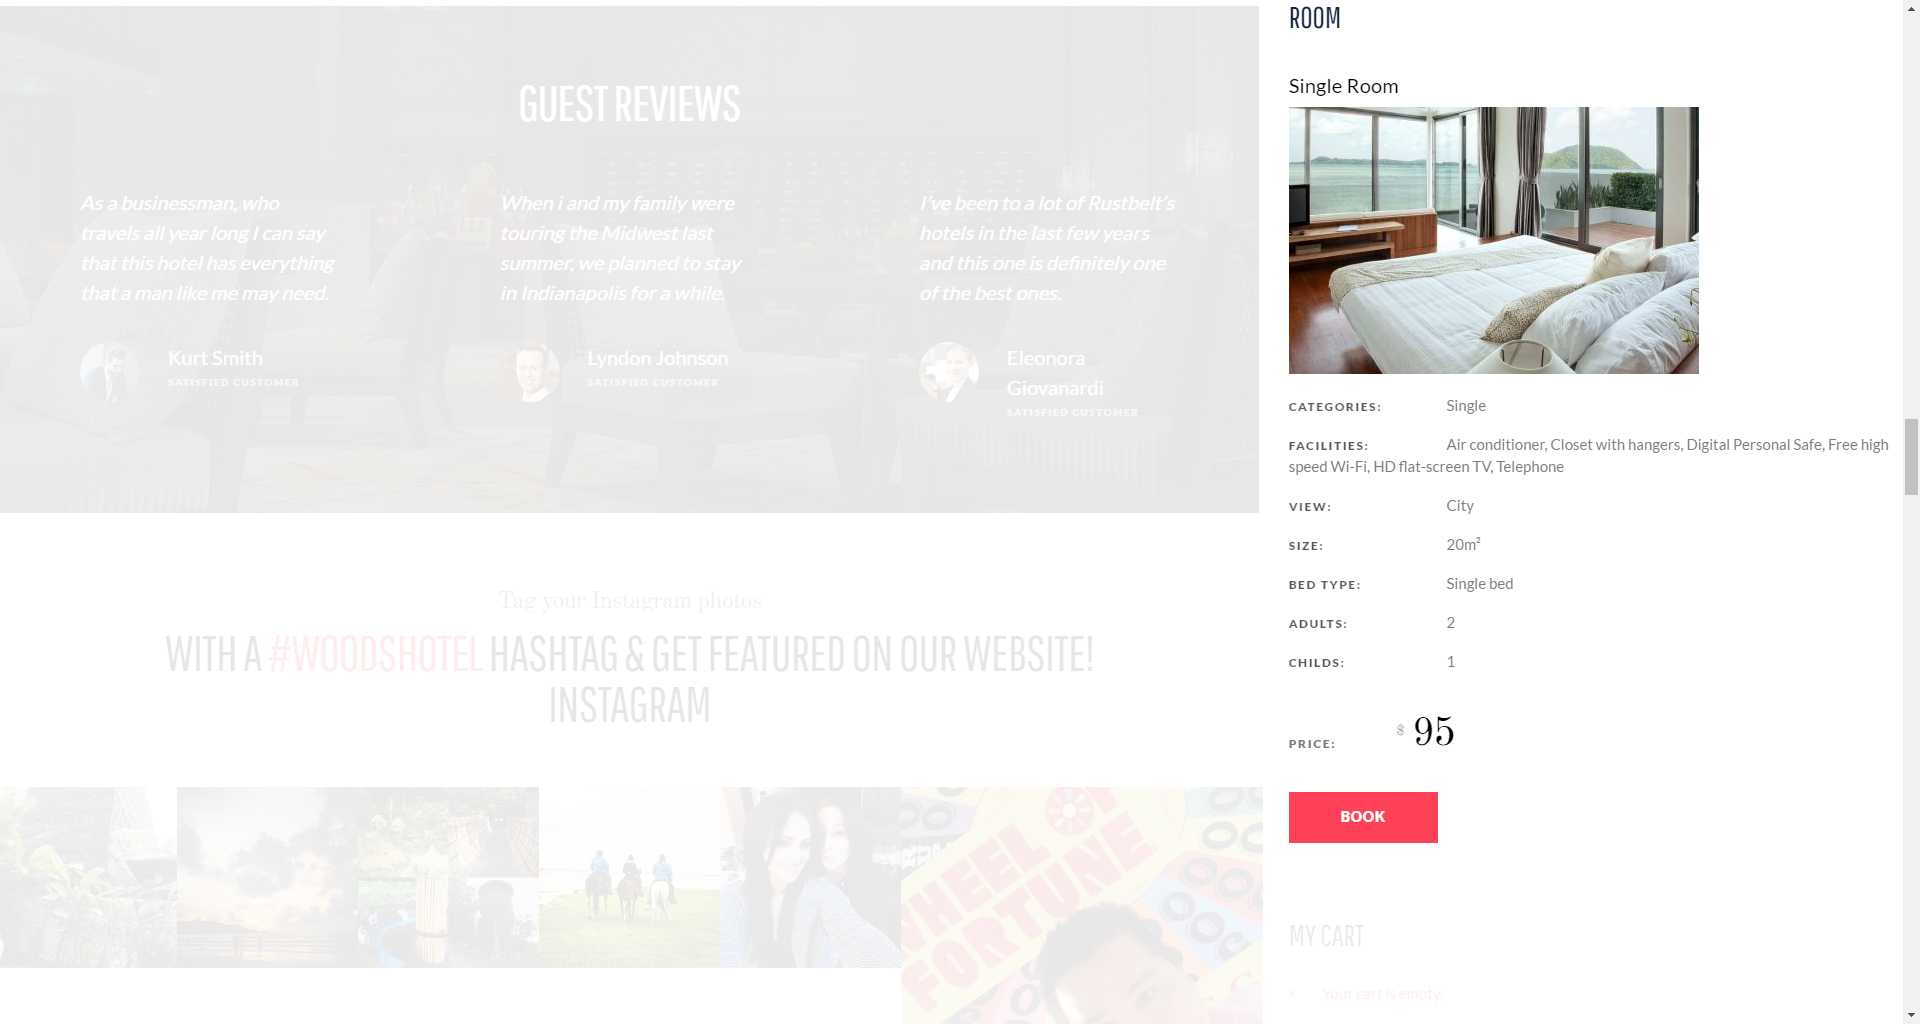 GUEST REVIEWS
As a businessman, who
travels all year long I can say
that this hotel has everything
that a man like me may need.
Kurt Smith
SATISFIED CUSTOMER
When i and my family were
touring the Midwest last
summer, we planned to stay
in Indianapolis for a while.
Lyndon Johnson
SATISFIED CUSTOMER
I've been to a lot of Rustbelt's
hotels in the last few years
and this one is definitely one
of the best ones.
Eleonora
Giovanardi
SATISFIED CUSTOMER
Tag your Instagram photos
WITH A #WOODSHOTEL HASHTAG & GET FEATURED ON OUR WEBSITE!
INSTAGRAM
WHEEL OF
FORTUNE
ROOM
Single Room
CATEGORIES: Single
FACILITIES: Air conditioner, Closet with hangers, Digital Personal Safe, Free high
speed Wi-Fi, HD flat-screen TV, Telephone
VIEW: City
SIZE: 20m²
BED TYPE: Single bed
ADULTS: 2
CHILDS: 1
PRICE: $ 95
BOOK
MY CART
Your cart is empty.